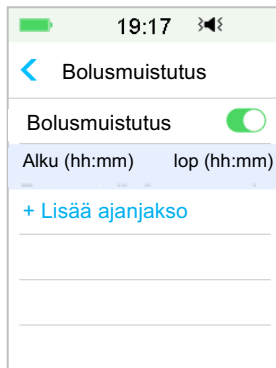 19:17
Bolusmuistutus
Bolusmuistutus
Alku (hh:mm) lop (hh:mm)
+ Lisää ajanjakso